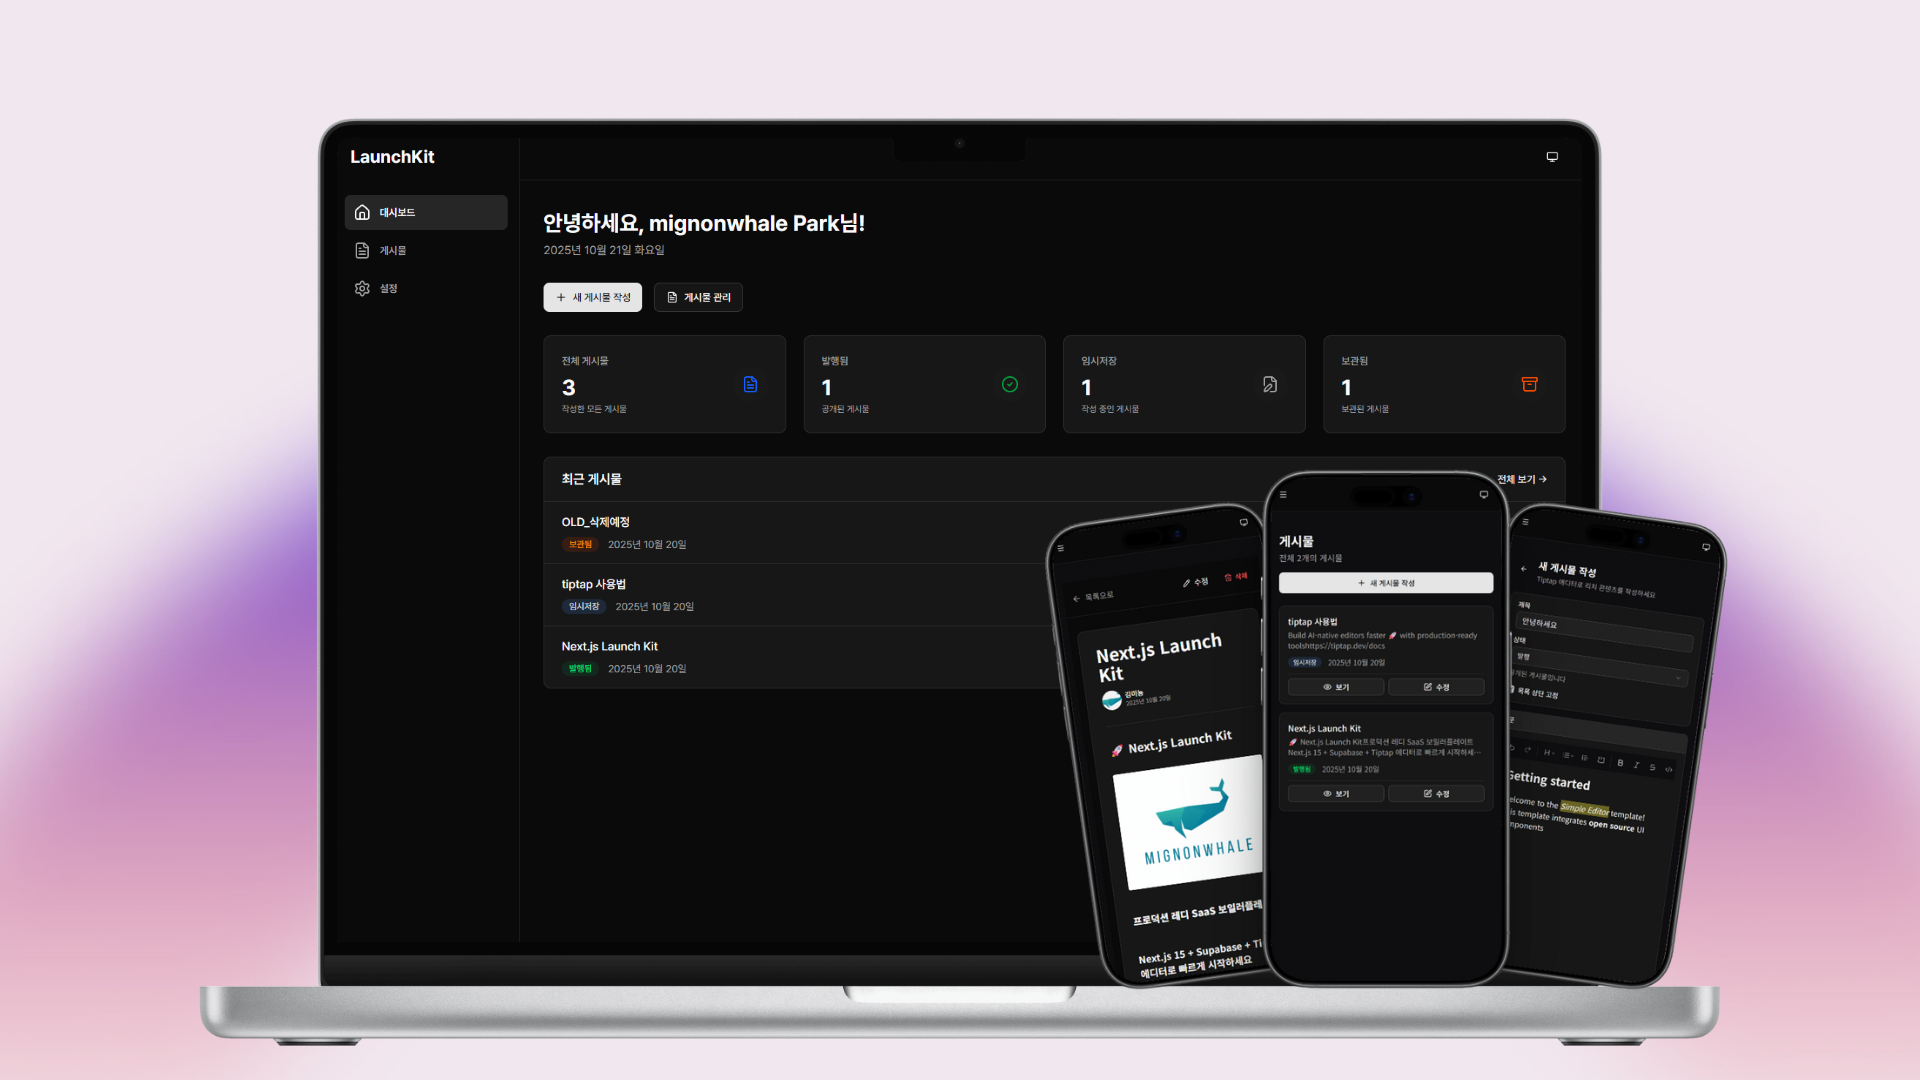 LaunchKit
대시보드
게시물
설정
안녕하세요, mignonwhale Park님!
2025년 10월 21일 화요일
새 게시물 작성
게시물 관리
전체 게시물
3
작성한 모든 게시물
발행됨
1
공개된 게시물
임시저장
1
작성 중인 게시물
보관됨
1
보관된 게시물
최근 게시물
전체 보기
OLD_삭제예정
보관됨 2025년 10월 20일
tiptap 사용법
임시저장 2025년 10월 20일
Next.js Launch Kit
발행됨 2025년 10월 20일
목록으로
수정 삭제
Next.js Launch
Kit
김미뇽
2025년 10월 20일
🚀 Next.js Launch Kit
MIGNONWHALE
프로덕션 레디 SaaS 보일러플레
Next.js 15 + Supabase + Ti
에디터로 빠르게 시작하세요
게시물
전체 2개의 게시물
새 게시물 작성
tiptap 사용법
Build AI-native editors faster 🚀 with production-ready
toolshttps://tiptap.dev/docs
임시저장 2025년 10월 20일
보기 수정
Next.js Launch Kit
🚀 Next.js Launch Kit프로덕션 레디 SaaS 보일러플레이트
Next.js 15 + Supabase + Tiptap 에디터로 빠르게 시작하세…
발행됨 2025년 10월 20일
보기 수정
새 게시물 작성
Tiptap 에디터로 리치 콘텐츠를 작성하세요
제목
안녕하세요
상태
발행
공개된 게시물입니다
목록 상단 고정
H B I S
Getting started
elcome to the Simple Editor template!
is template integrates open source UI
mponents